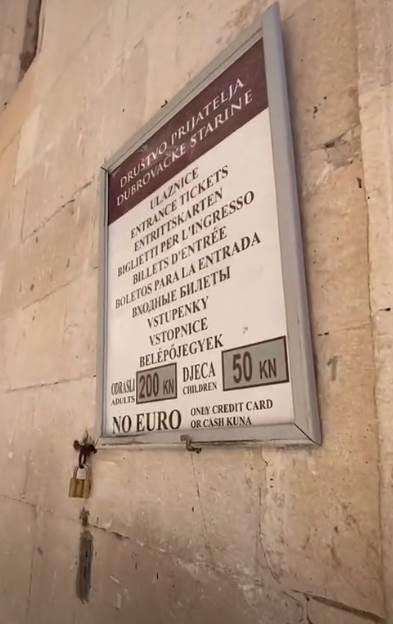 DRUŠTVO PRIJATELJA
DUBROVAČKE STARINE
ULAZNICE
ENTRANCE TICKETS
ENTRITTSKARTEN
BIGLIETTI PER L'INGRESSO
BILLETS D'ENTRÉE
BOLETOS PARA LA ENTRADA
ВХОДНЫЕ БИЛЕТЫ
VSTUPENKY
VSTOPNICE
BELÉPŐJEGYEK
ODRASLI ADULTS 200 KN DJECA CHILDREN 50 KN
NO EURO ONLY CREDIT CARD
OR CASH KUNA